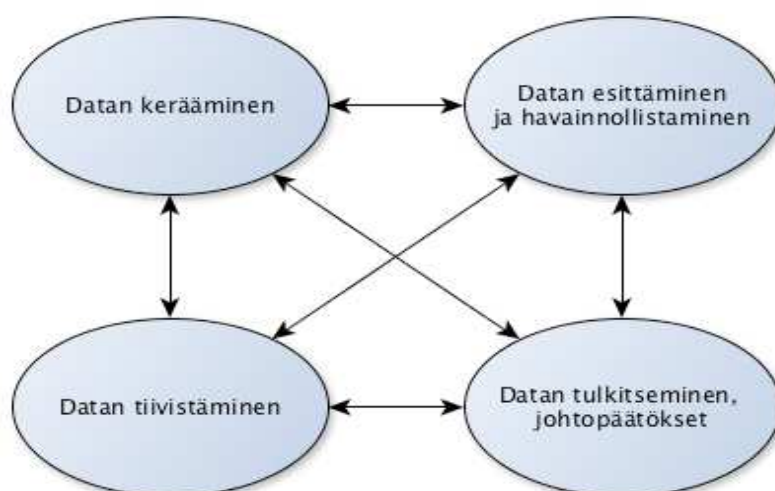 Datan kerääminen
Datan esittäminen
ja havainnollistaminen
Datan tiivistäminen
Datan tulkitseminen,
johtopäätökset